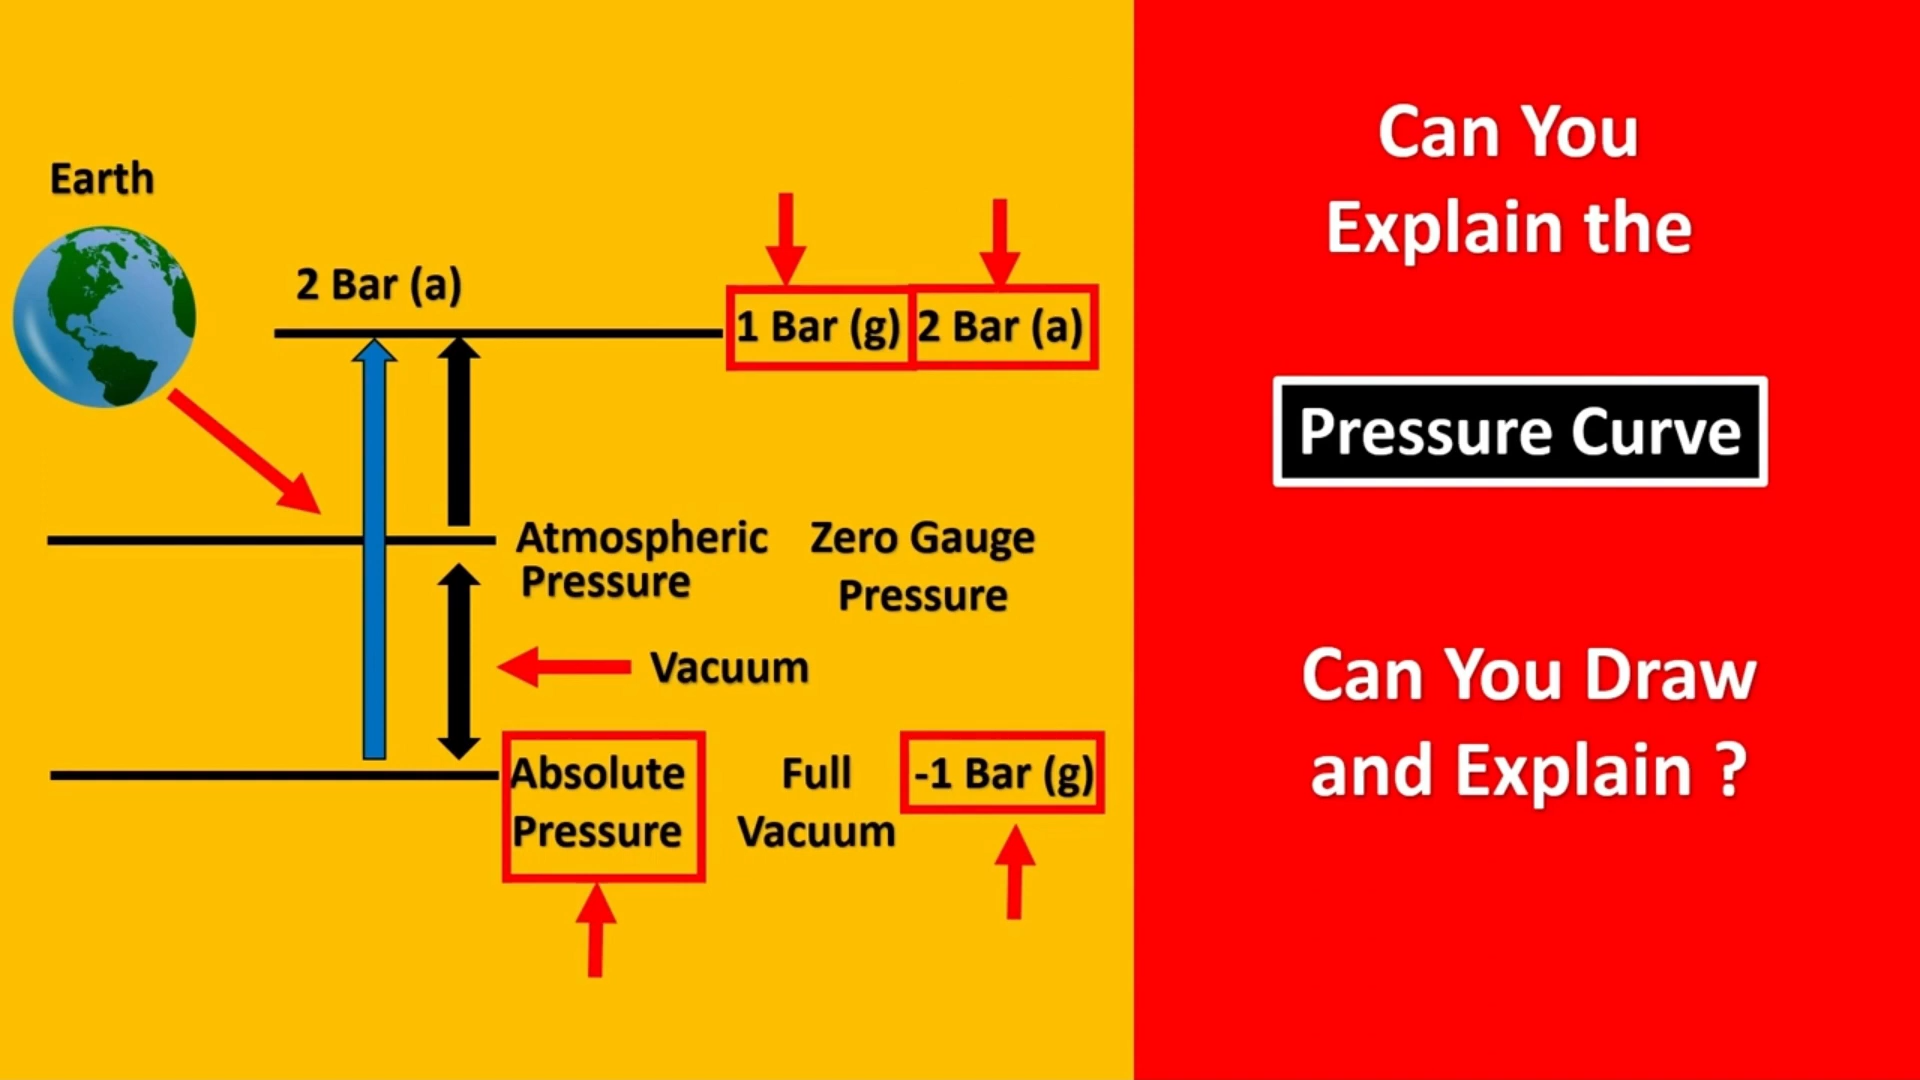 Earth
2 Bar (a)
1 Bar (g) 2 Bar (a)
Atmospheric
Pressure
Zero Gauge
Pressure
Vacuum
Absolute
Pressure
Full
Vacuum
-1 Bar (g)
Can You
Explain the
Pressure Curve
Can You Draw
and Explain ?